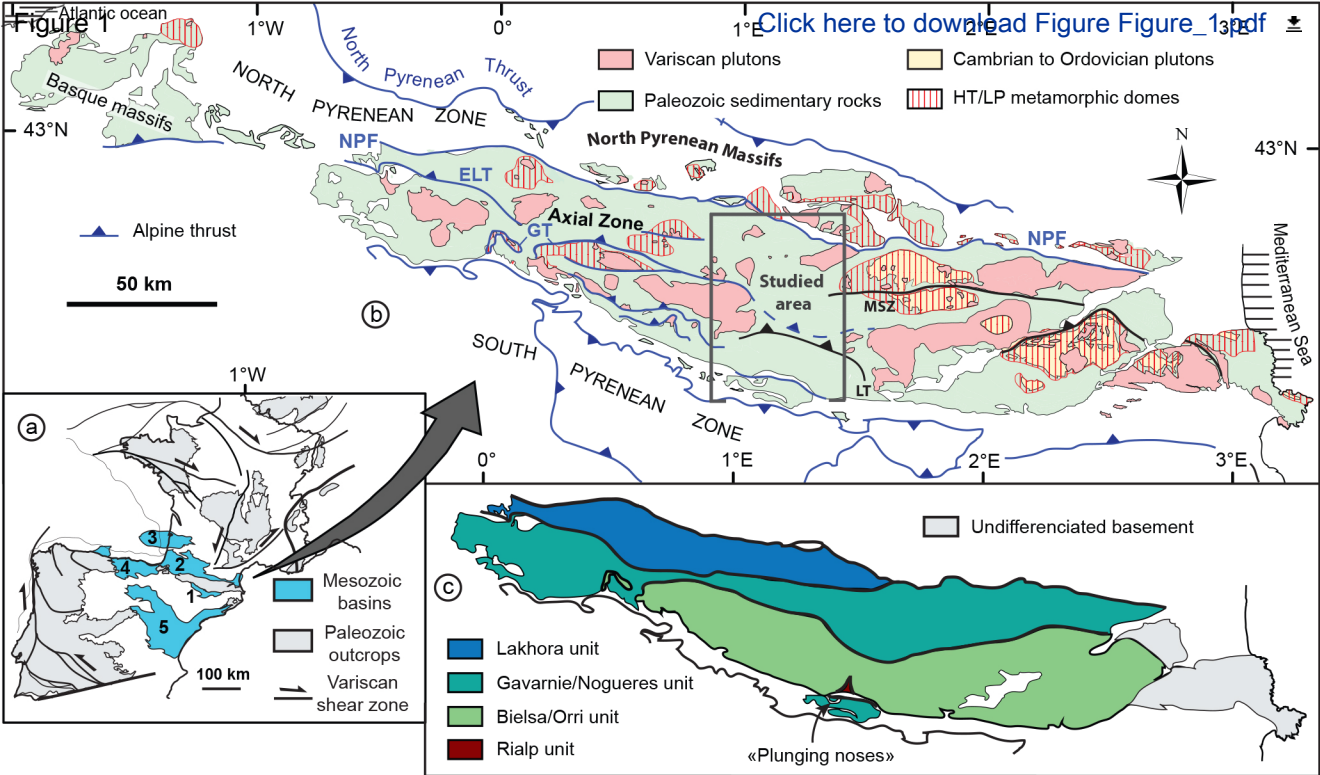 Figure 1
Click here to download Figure Figure_1.pdf
Atlantic ocean
1°W
0°
1°E
2°E
3°E
North Pyrenean Thrust
NORTH PYRENEAN ZONE
Basque massifs
43°N
43°N
Variscan plutons
Cambrian to Ordovician plutons
Paleozoic sedimentary rocks
HT/LP metamorphic domes
North Pyrenean Massifs
N
NPF
ELT
Axial Zone
GT
NPF
Alpine thrust
50 km
b
Studied
area
MSZ
LT
Mediterranean Sea
SOUTH PYRENEAN ZONE
0°
1°E
2°E
3°E
1°W
a
3
2
4
1
5
Mesozoic
basins
Paleozoic
outcrops
Variscan
shear zone
100 km
c
Undifferenciated basement
Lakhora unit
Gavarnie/Nogueres unit
Bielsa/Orri unit
Rialp unit
«Plunging noses»